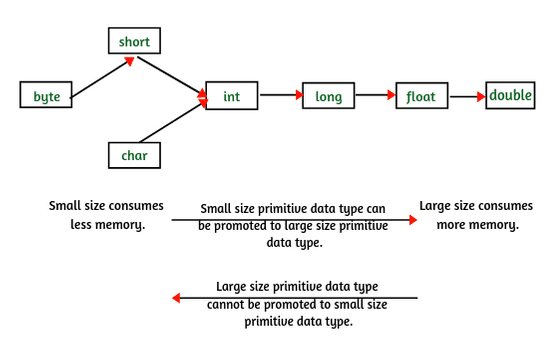 short
byte
int
long
float
double
char
Small size consumes
less memory.
Small size primitive data type can
be promoted to large size primitive
data type.
Large size consumes
more memory.
Large size primitive data type
cannot be promoted to small size
primitive data type.